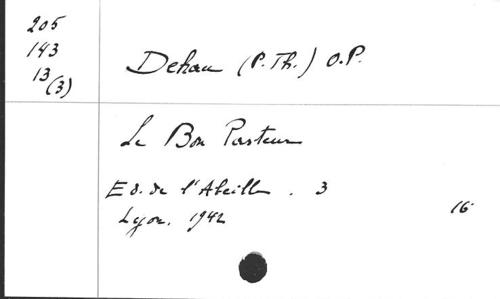 205
143
13
(3)
Dehau (P. Th.) O.P.
Le Bon Pasteur
Ed. de l'Abeille . 3
Lyon. 1942
16